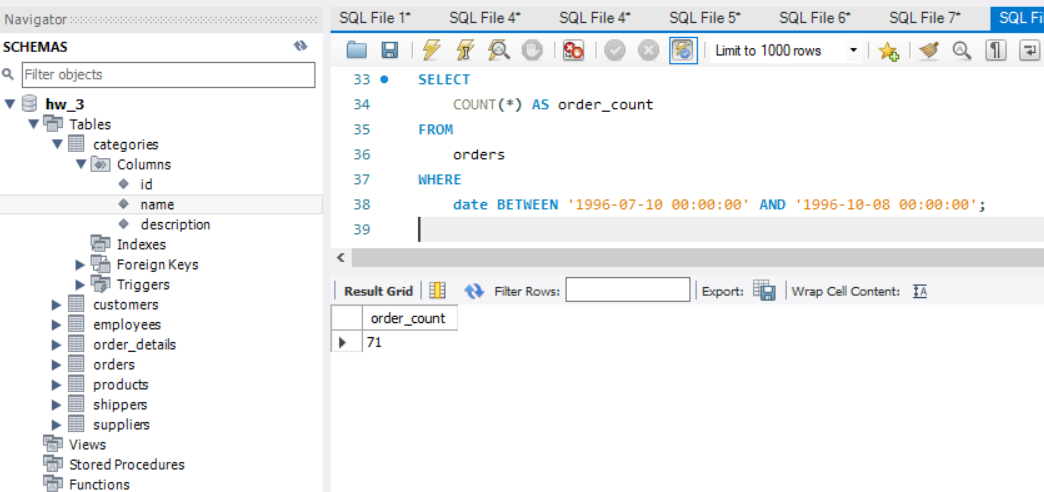 Navigator
SCHEMAS
Filter objects
hw_3
Tables
categories
Columns
id
name
description
Indexes
Foreign Keys
Triggers
customers
employees
order_details
orders
products
shippers
suppliers
Views
Stored Procedures
Functions
SQL File 1* SQL File 4* SQL File 4* SQL File 5* SQL File 6* SQL File 7* SQL Fi
Limit to 1000 rows
33 SELECT
34 COUNT(*) AS order_count
35 FROM
36 orders
37 WHERE
38 date BETWEEN '1996-07-10 00:00:00' AND '1996-10-08 00:00:00';
39
Result Grid Filter Rows: Export: Wrap Cell Content: IA
order_count
71